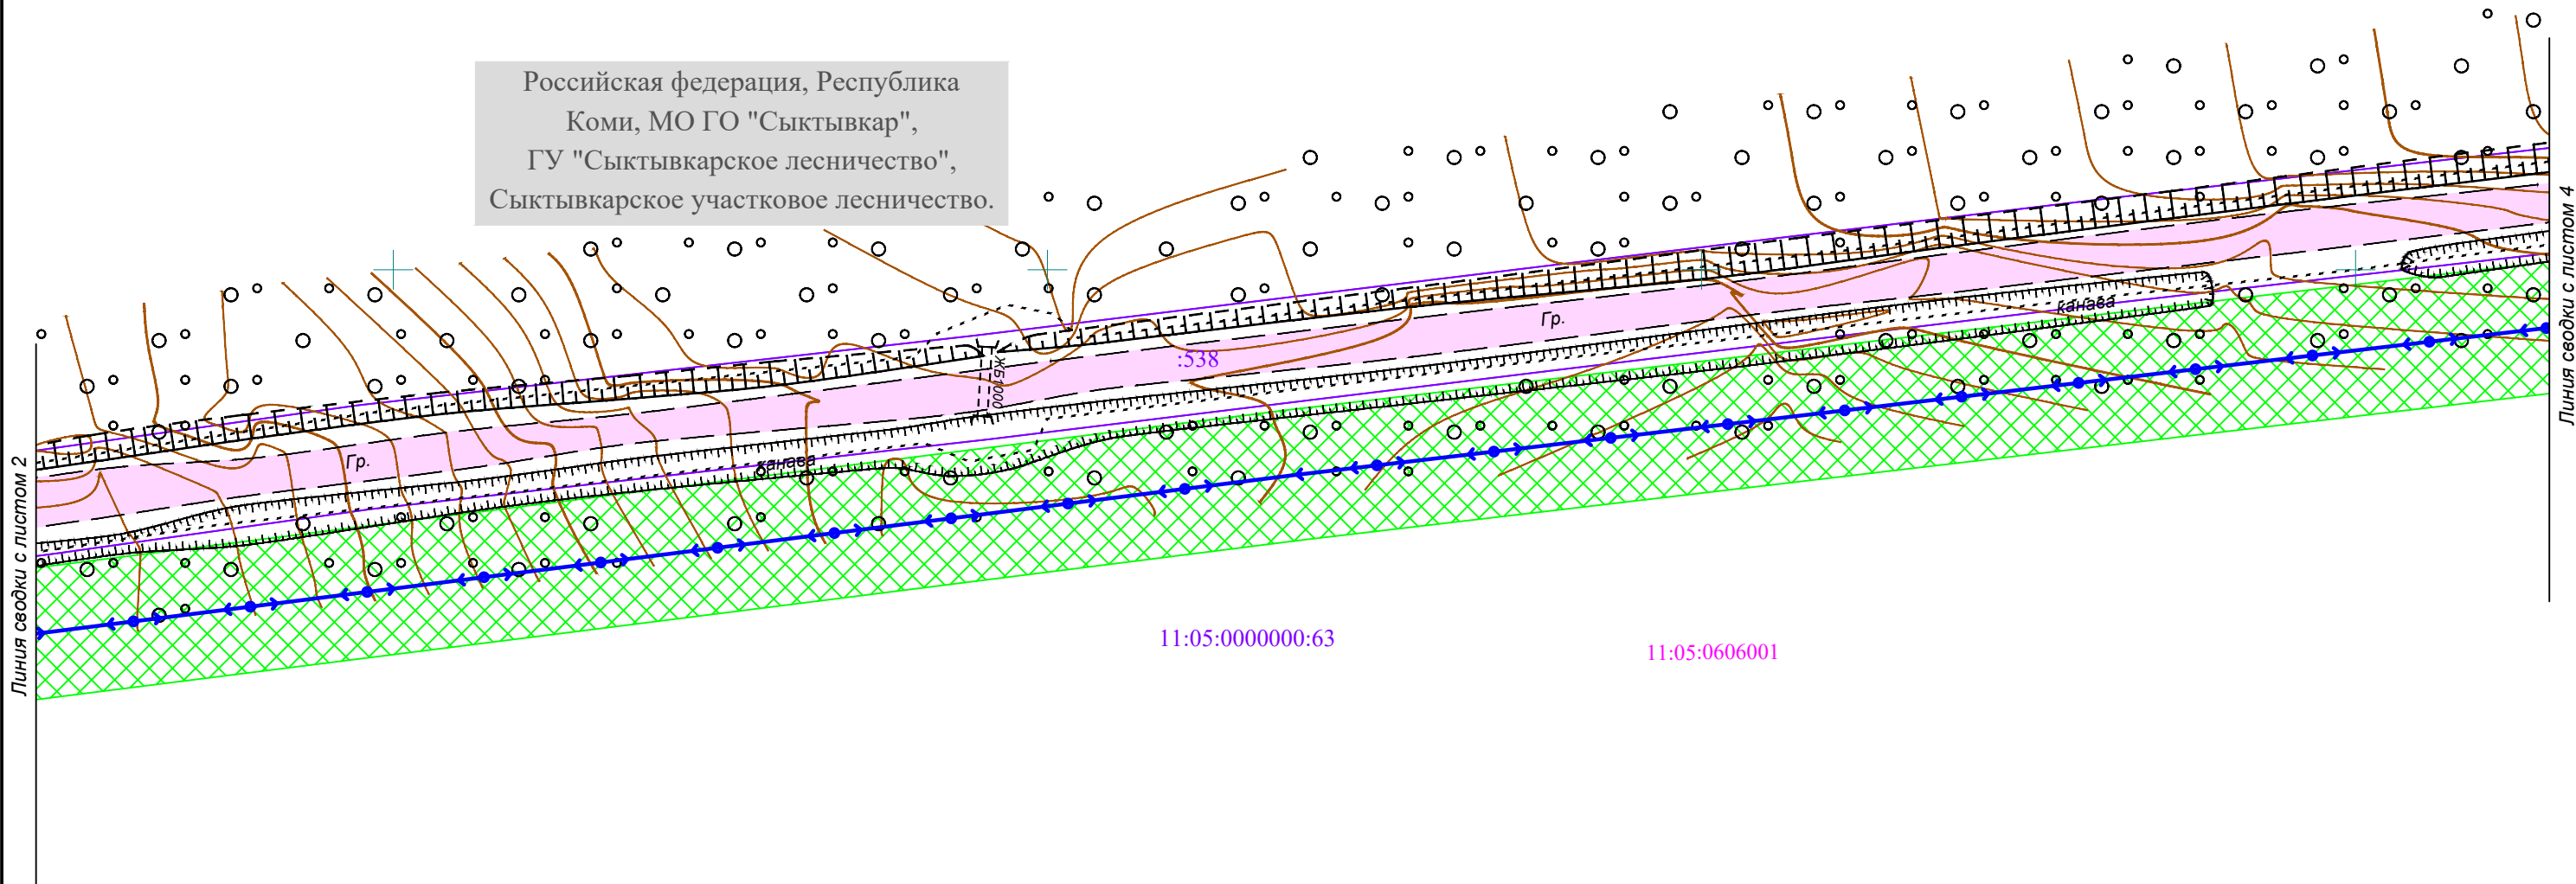 Российская федерация, Республика
Коми, МО ГО "Сыктывкар",
ГУ "Сыктывкарское лесничество",
Сыктывкарское участковое лесничество.
Линия сводки с листом 2
Линия сводки с листом 4
Гр.
канава
ЖБ1000
:538
Гр.
канава
11:05:0000000:63
11:05:0606001